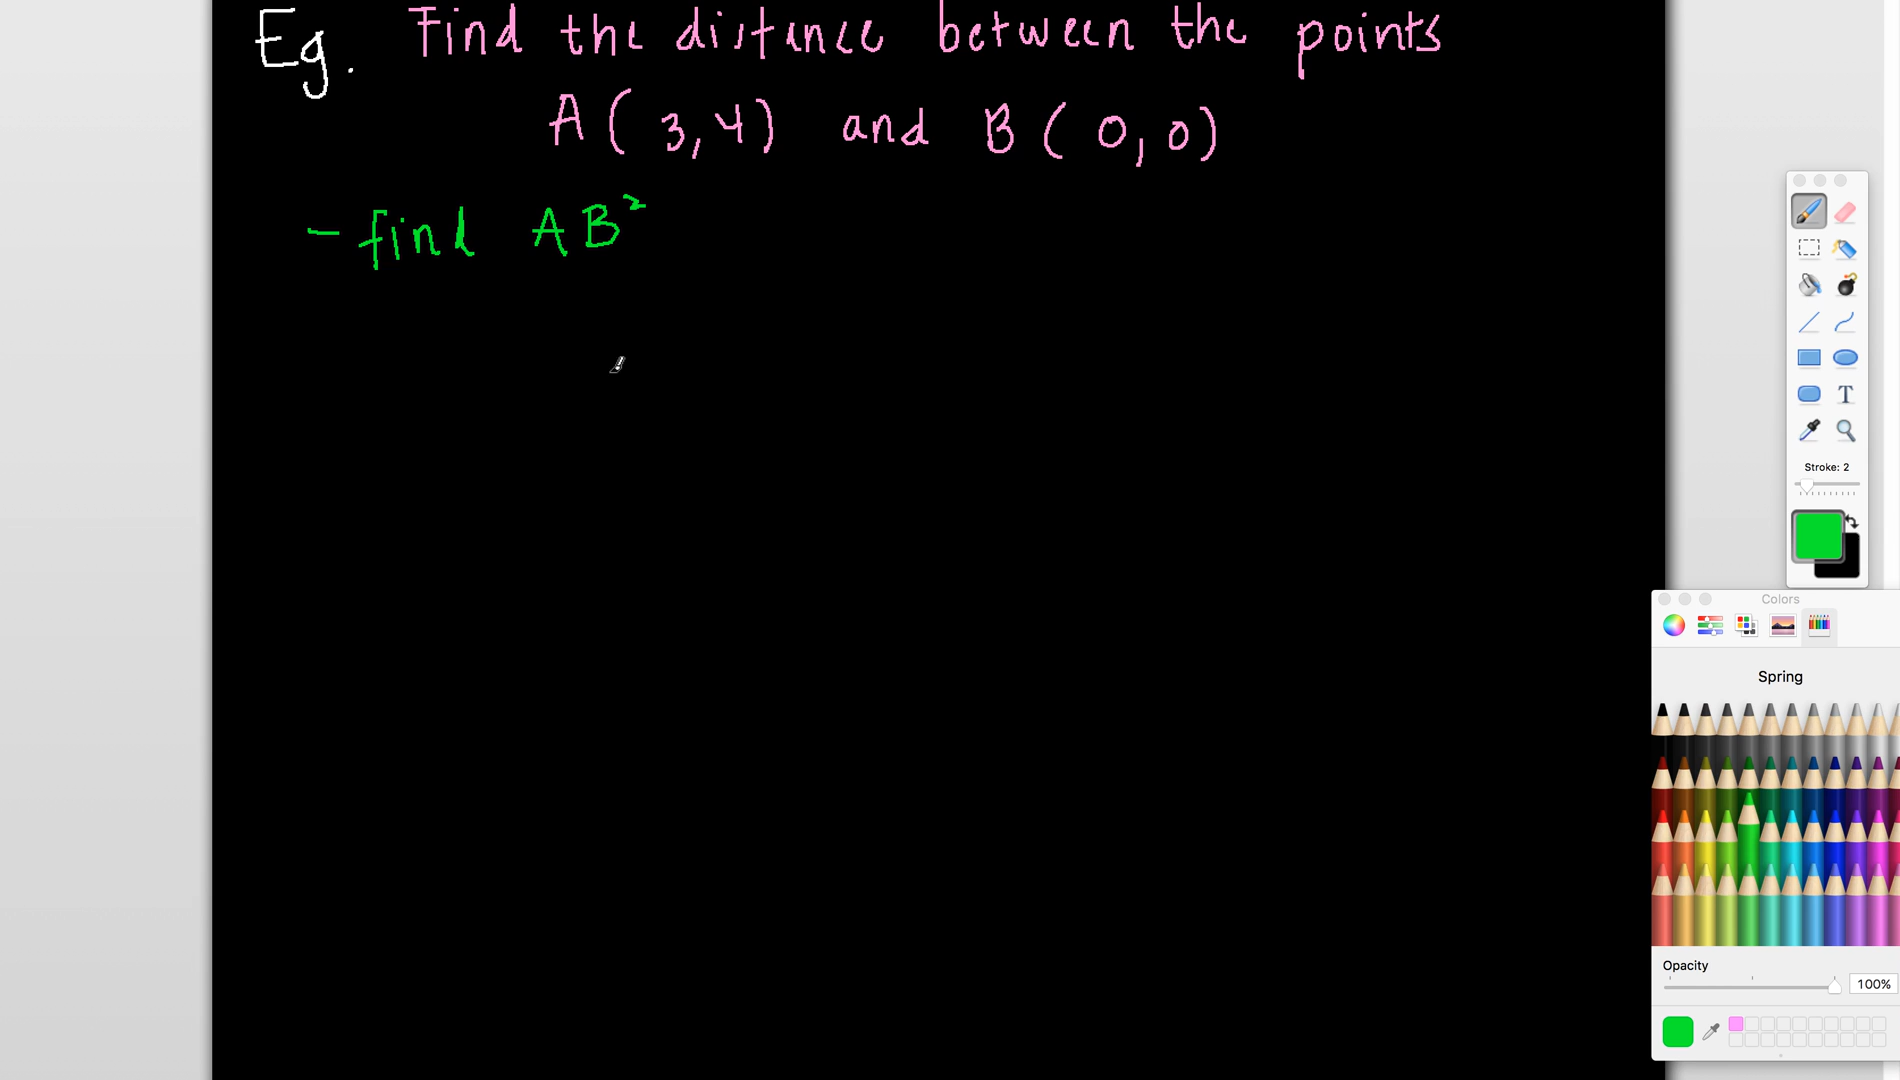 Eg. Find the distance between the points
A ( 3, 4 ) and B ( 0, 0 )
- find AB²
Stroke: 2
Colors
Spring
Opacity
100%